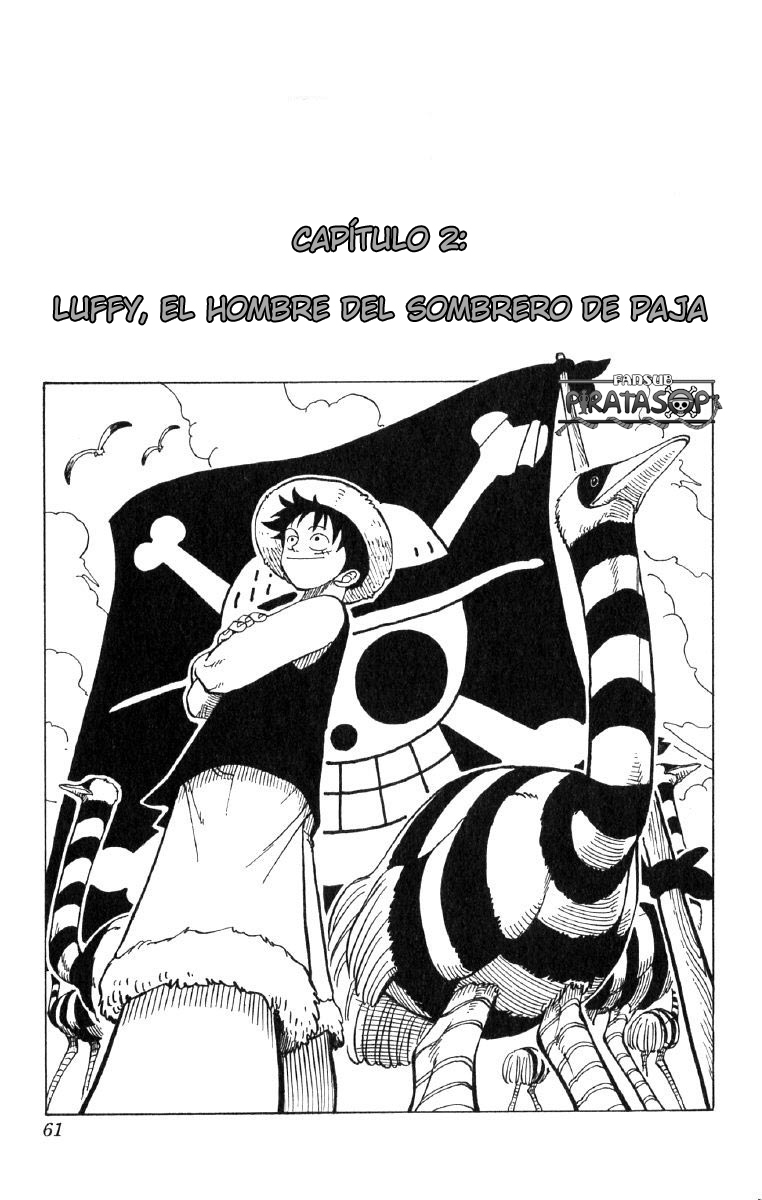 CAPÍTULO 2:
LUFFY, EL HOMBRE DEL SOMBRERO DE PAJA
FANSUB
PIRATASOP
61